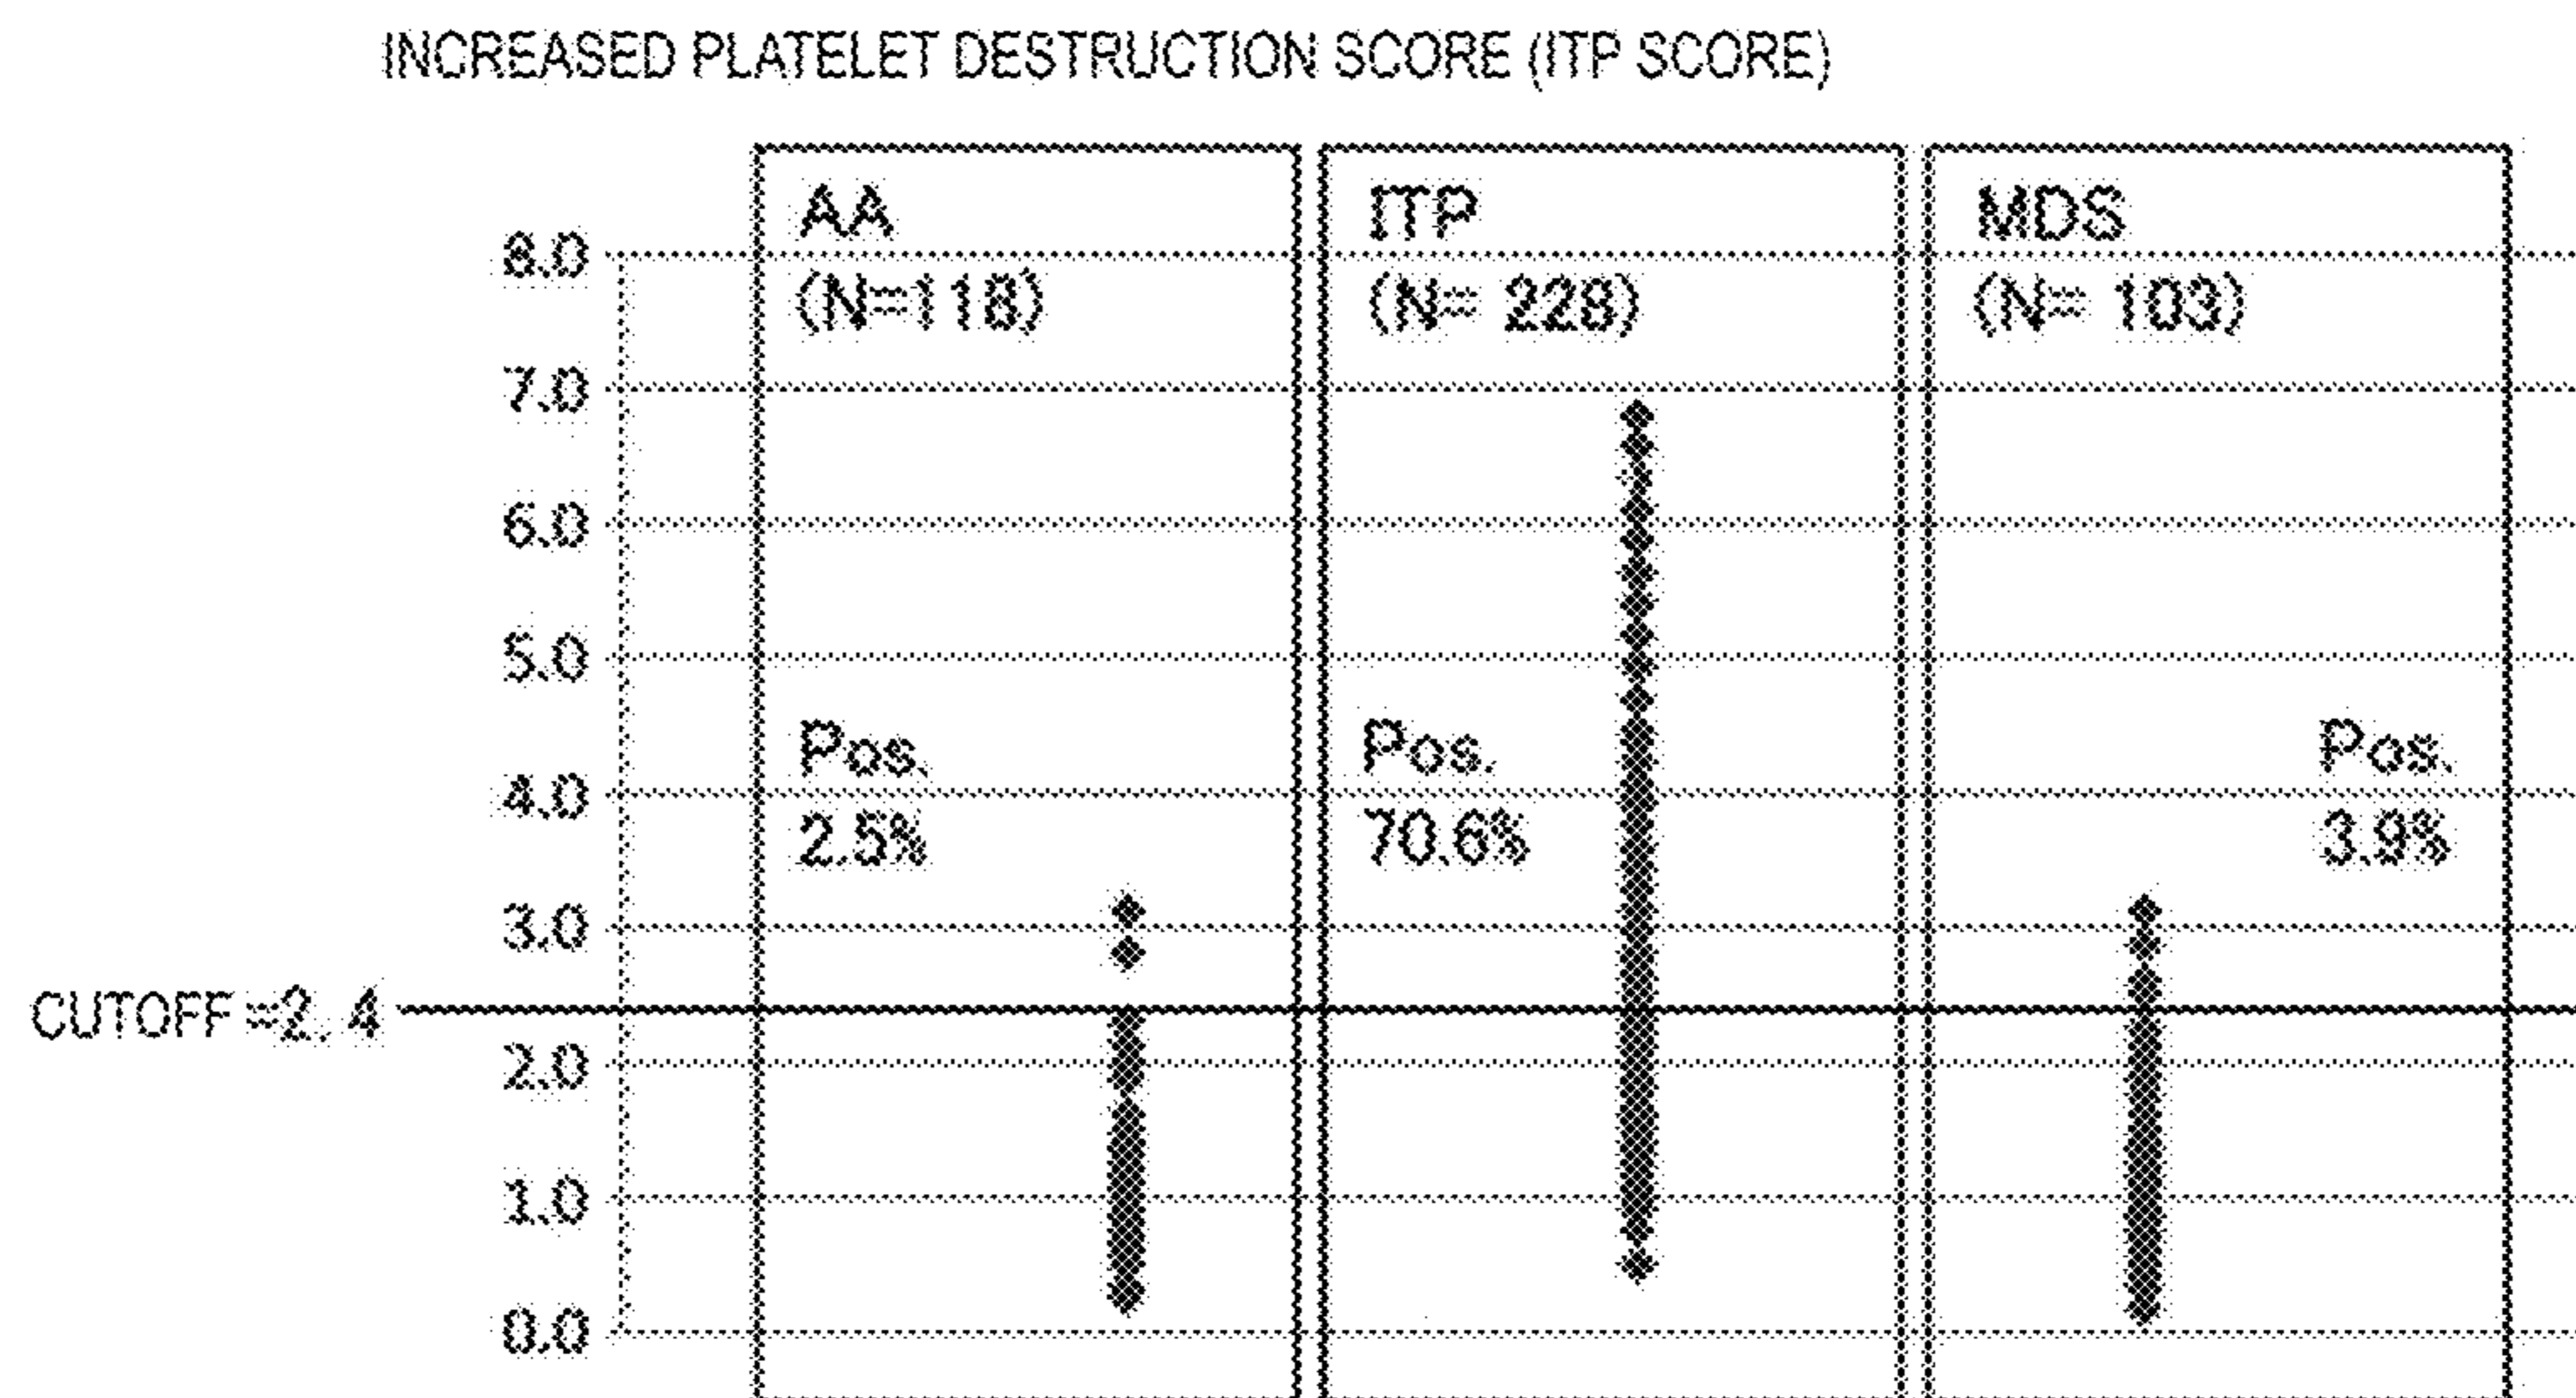 INCREASED PLATELET DESTRUCTION SCORE (ITP SCORE)
AA
(N=118)
ITP
(N= 228)
MDS
(N= 103)
8.0
7.0
6.0
5.0
4.0
3.0
2.0
1.0
0.0
Pos.
2.5%
Pos.
70.6%
Pos.
3.9%
CUTOFF =2. 4